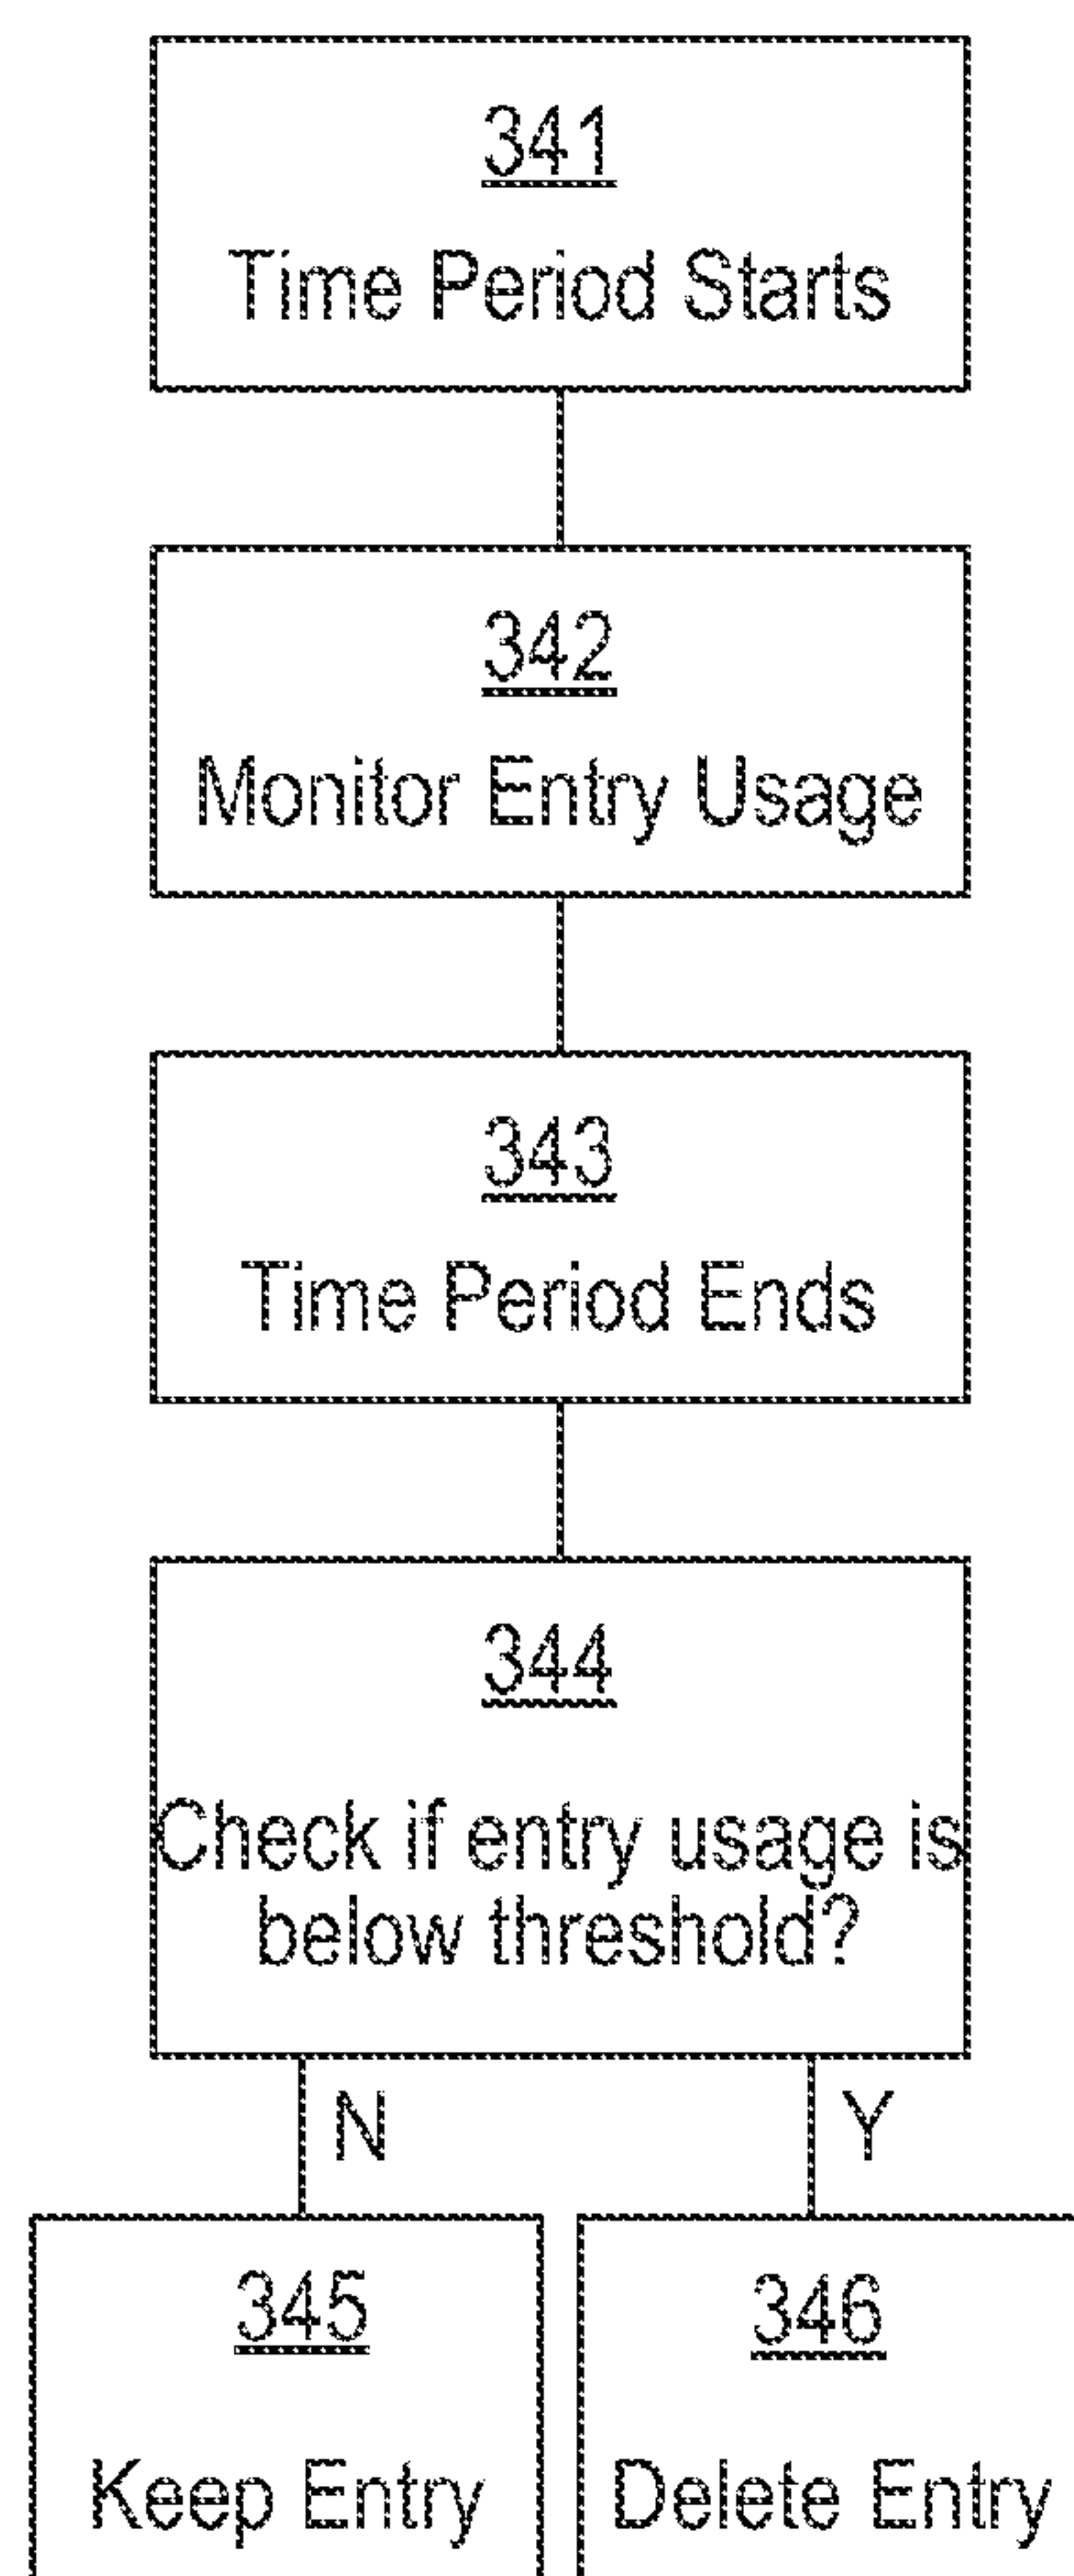 341
Time Period Starts
342
Monitor Entry Usage
343
Time Period Ends
344
Check if entry usage is
below threshold?
N
Y
345
Keep Entry
346
Delete Entry